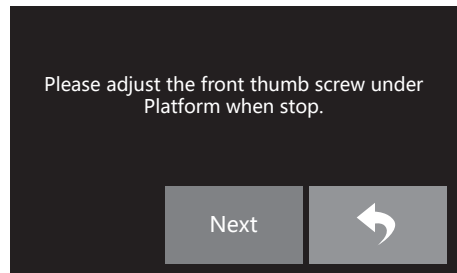 Please adjust the front thumb screw under
Platform when stop.
Next